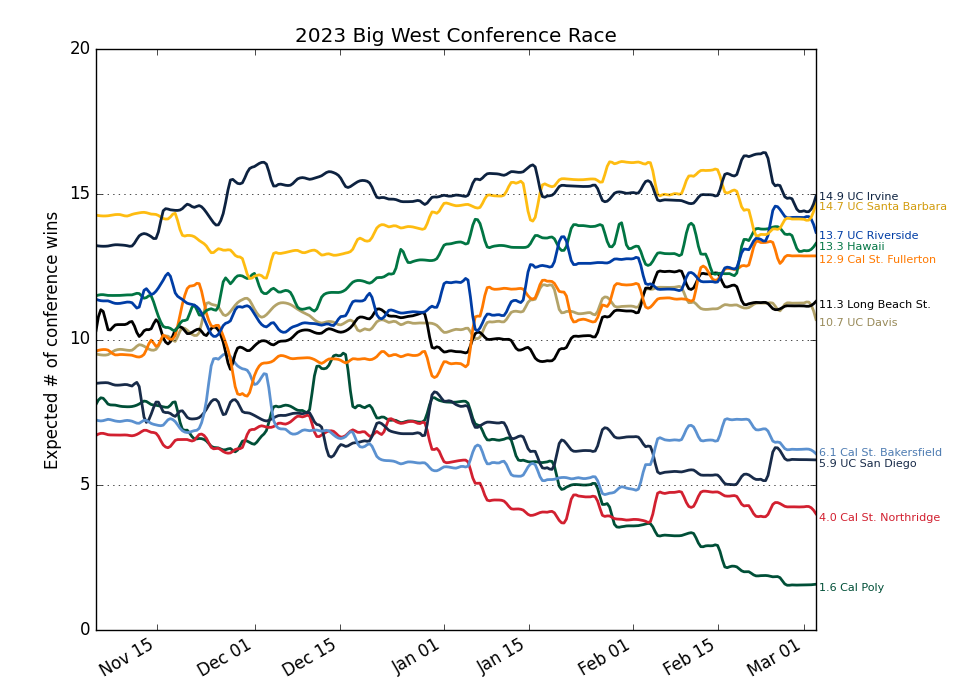 2023 Big West Conference Race
Expected # of conference wins
20
15
10
5
0
14.9 UC Irvine
14.7 UC Santa Barbara
13.7 UC Riverside
13.3 Hawaii
12.9 Cal St. Fullerton
11.3 Long Beach St.
10.7 UC Davis
6.1 Cal St. Bakersfield
5.9 UC San Diego
4.0 Cal St. Northridge
1.6 Cal Poly
Nov 15
Dec 01
Dec 15
Jan 01
Jan 15
Feb 01
Feb 15
Mar 01